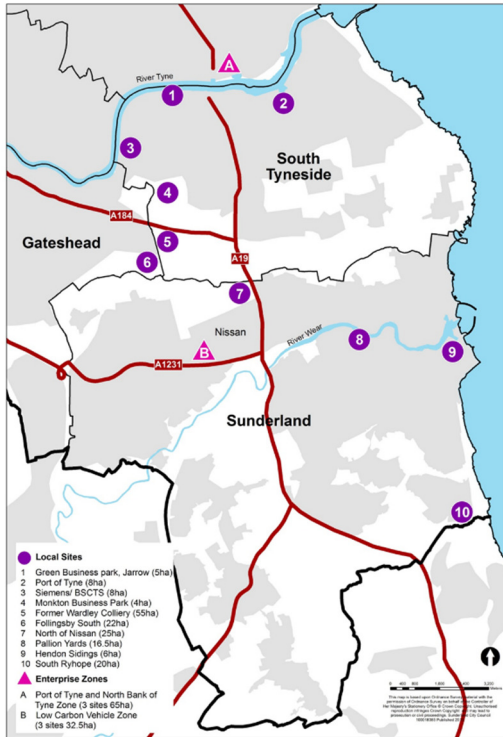 A
River Tyne
1
2
3
South
Tyneside
4
A184
Gateshead
5
6
A19
7
Nissan
River Wear
8
B
A1231
9
Sunderland
10
Local Sites
1 Green Business park, Jarrow (5ha)
2 Port of Tyne (8ha)
3 Siemens/ BSCTS (8ha)
4 Monkton Business Park (4ha)
5 Former Wardley Colliery (55ha)
6 Follingsby South (22ha)
7 North of Nissan (25ha)
8 Pallion Yards (16.5ha)
9 Hendon Sidings (6ha)
10 South Ryhope (20ha)
Enterprise Zones
A Port of Tyne and North Bank of
Tyne Zone (3 sites 65ha)
B Low Carbon Vehicle Zone
(3 sites 32.5ha)